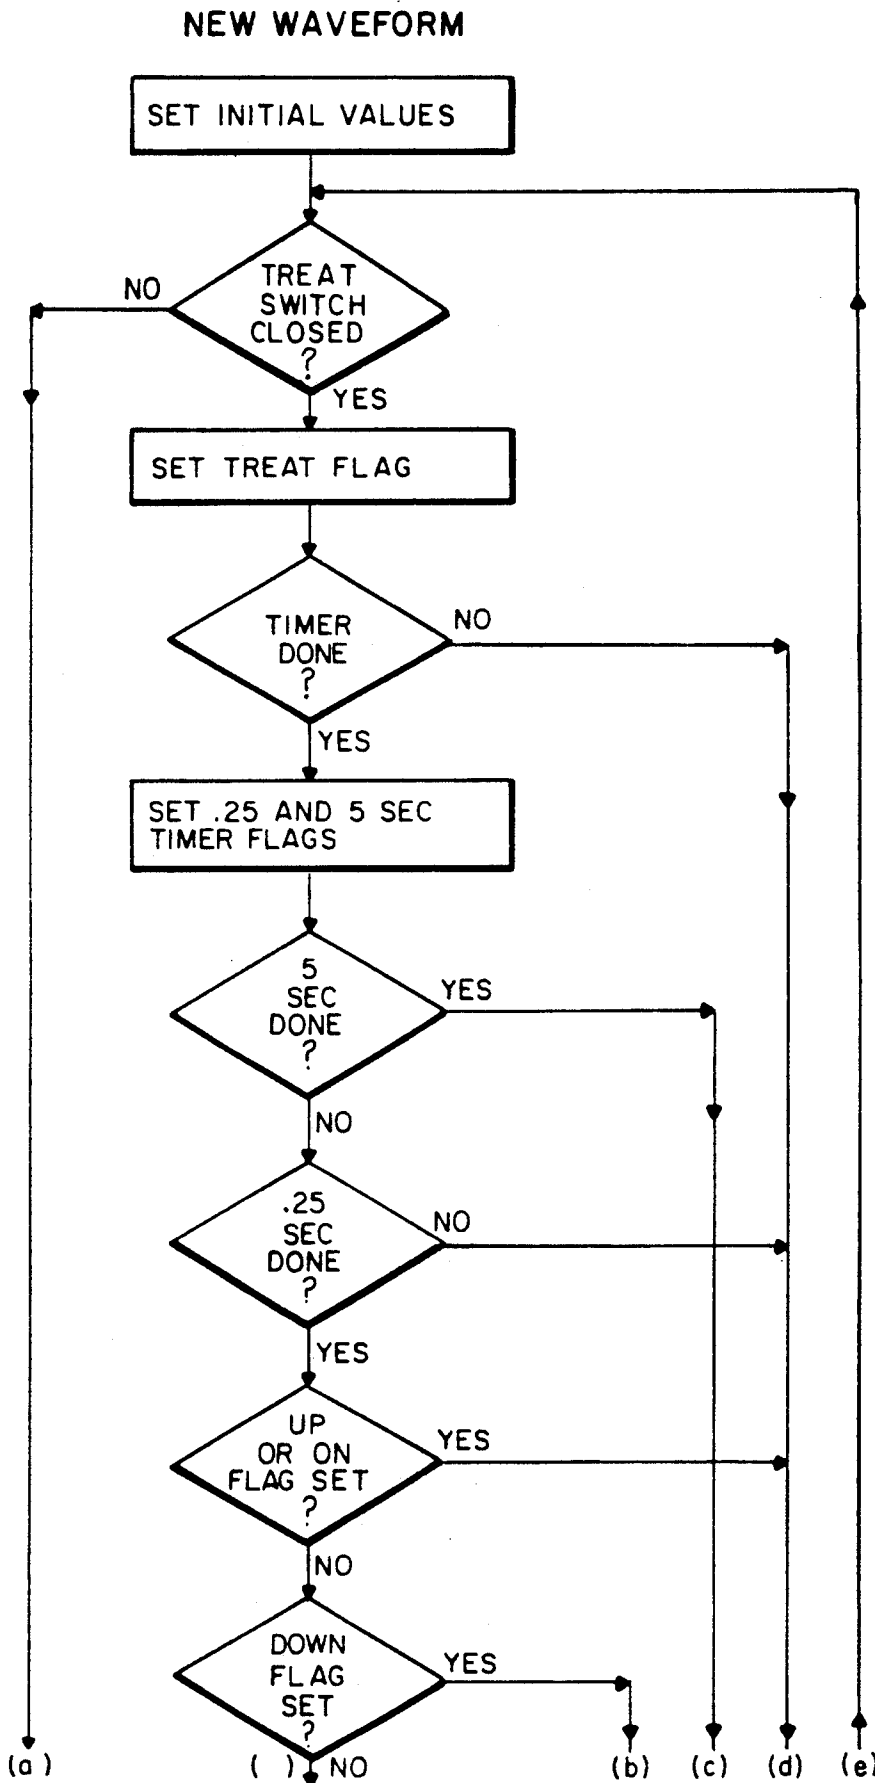 NEW WAVEFORM
SET INITIAL VALUES
NO
TREAT
SWITCH
CLOSED
?
YES
SET TREAT FLAG
NO
TIMER
DONE
?
YES
SET .25 AND 5 SEC
TIMER FLAGS
5
SEC
DONE
?
YES
NO
.25
SEC
DONE
?
NO
YES
UP
OR ON
FLAG SET
?
YES
NO
DOWN
FLAG
SET
?
YES
(a) ( ) NO (b) (c) (d) (e)